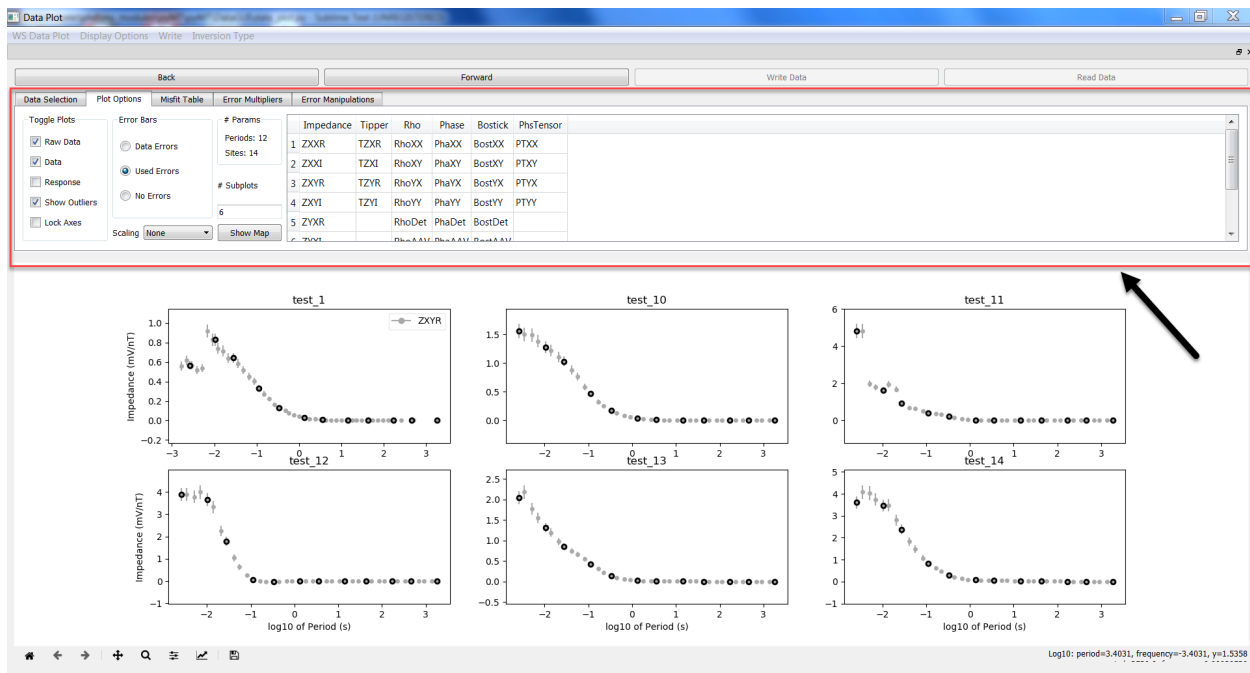 Data Plot
WS Data Plot Display Options Write Inversion Type
Back Forward Write Data Read Data
Data Selection Plot Options Misfit Table Error Multipliers Error Manipulations
Toggle Plots
Raw Data
Data
Response
Show Outliers
Lock Axes
Error Bars
Data Errors
Used Errors
No Errors
Scaling None
# Params
Periods: 12
Sites: 14
# Subplots
6
Show Map
Impedance Tipper Rho Phase Bostick PhsTensor
1 ZXXR TZXR RhoXX PhaXX BostXX PTXX
2 ZXXI TZXI RhoXY PhaXY BostXY PTXY
3 ZXYR TZYR RhoYX PhaYX BostYX PTYX
4 ZXYI TZYI RhoYY PhaYY BostYY PTYY
5 ZYXR RhoDet PhaDet BostDet
6 ZYXI RhoAAV PhaAAV BostAAV
test_1
Impedance (mV/nT)
1.0
0.8
0.6
0.4
0.2
0.0
−0.2
−3 −2 −1 0 1 2 3
ZXYR
test_10
1.5
1.0
0.5
0.0
−2 −1 0 1 2 3
test_11
6
4
2
0
−2 −1 0 1 2 3
test_12
Impedance (mV/nT)
4
3
2
1
0
−1
−2 −1 0 1 2 3
log10 of Period (s)
test_13
2.5
2.0
1.5
1.0
0.5
0.0
−0.5
−2 −1 0 1 2 3
log10 of Period (s)
test_14
5
4
3
2
1
0
−1
−2 −1 0 1 2 3
log10 of Period (s)
Log10: period=3.4031, frequency=-3.4031, y=1.5358